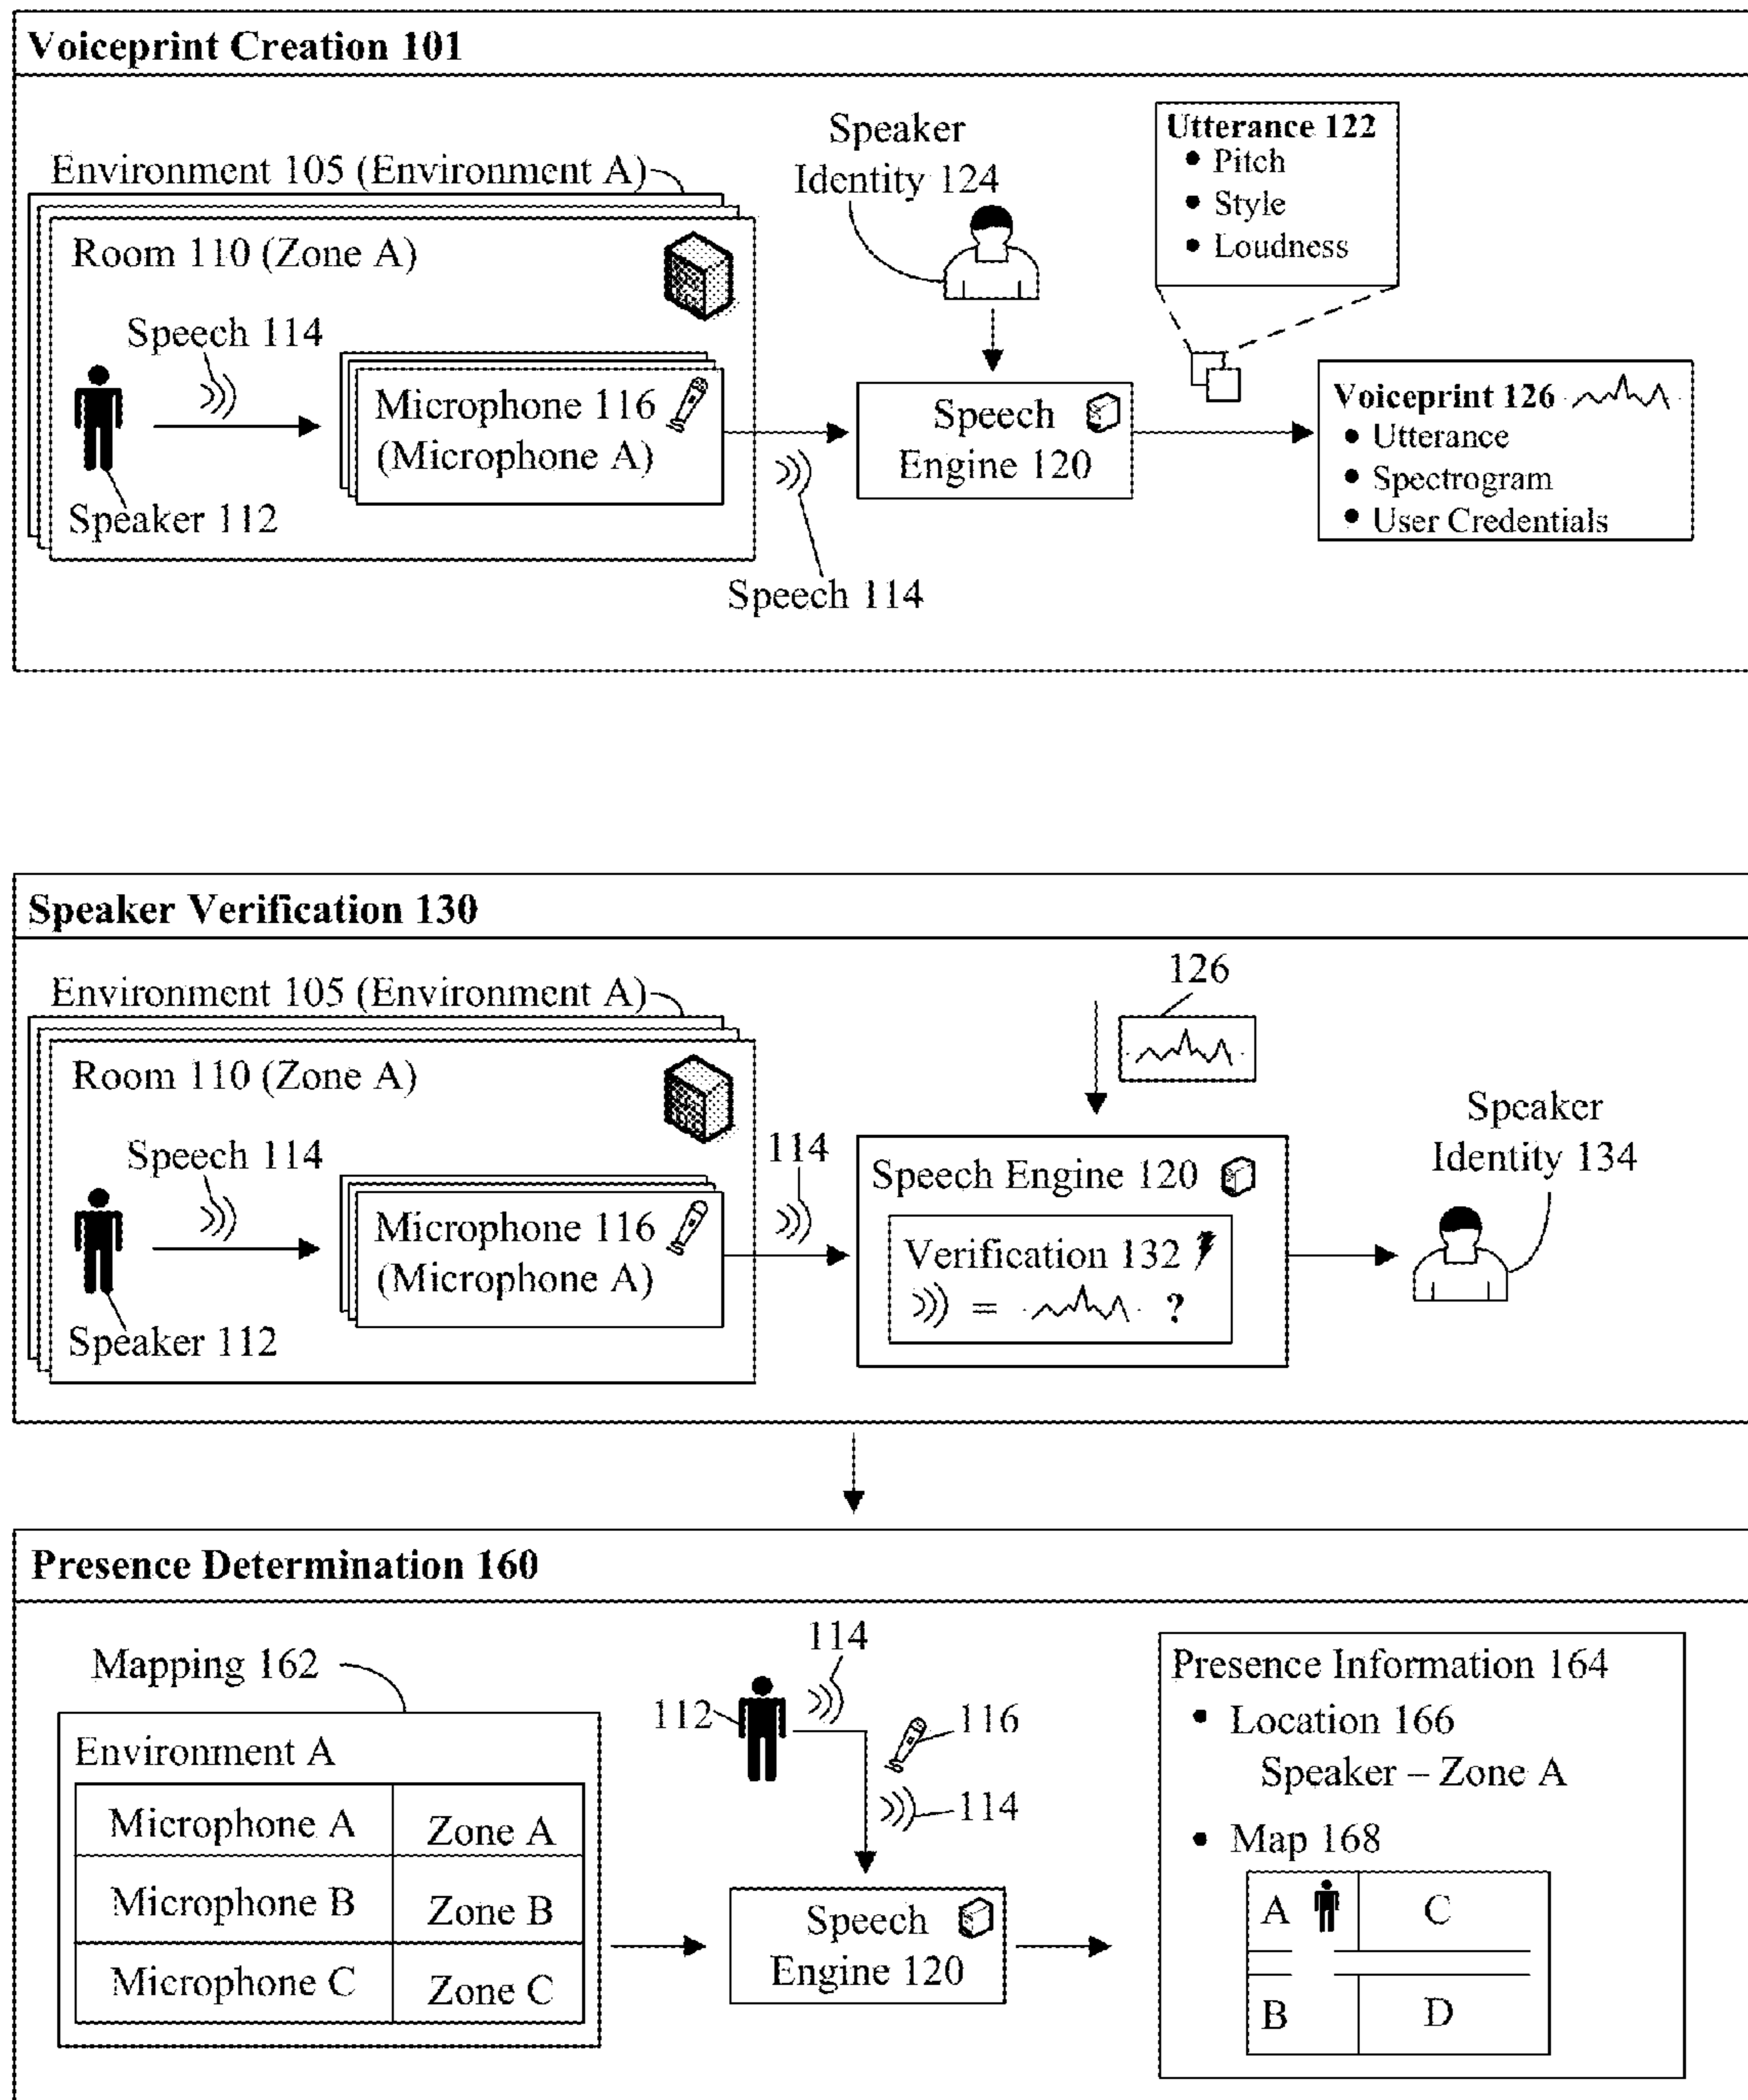 Voiceprint Creation 101
Environment 105 (Environment A)
Room 110 (Zone A)
Speech 114
Microphone 116
(Microphone A)
Speaker 112
Speech 114
Speaker
Identity 124
Speech
Engine 120
Utterance 122
• Pitch
• Style
• Loudness
Voiceprint 126
• Utterance
• Spectrogram
• User Credentials
Speaker Verification 130
Environment 105 (Environment A)
Room 110 (Zone A)
Speech 114
Microphone 116
(Microphone A)
Speaker 112
114
126
Speech Engine 120
Verification 132
= ?
Speaker
Identity 134
Presence Determination 160
Mapping 162
Environment A
Microphone A Zone A
Microphone B Zone B
Microphone C Zone C
114
112
116
114
Speech
Engine 120
Presence Information 164
• Location 166
Speaker – Zone A
• Map 168
A C
B D